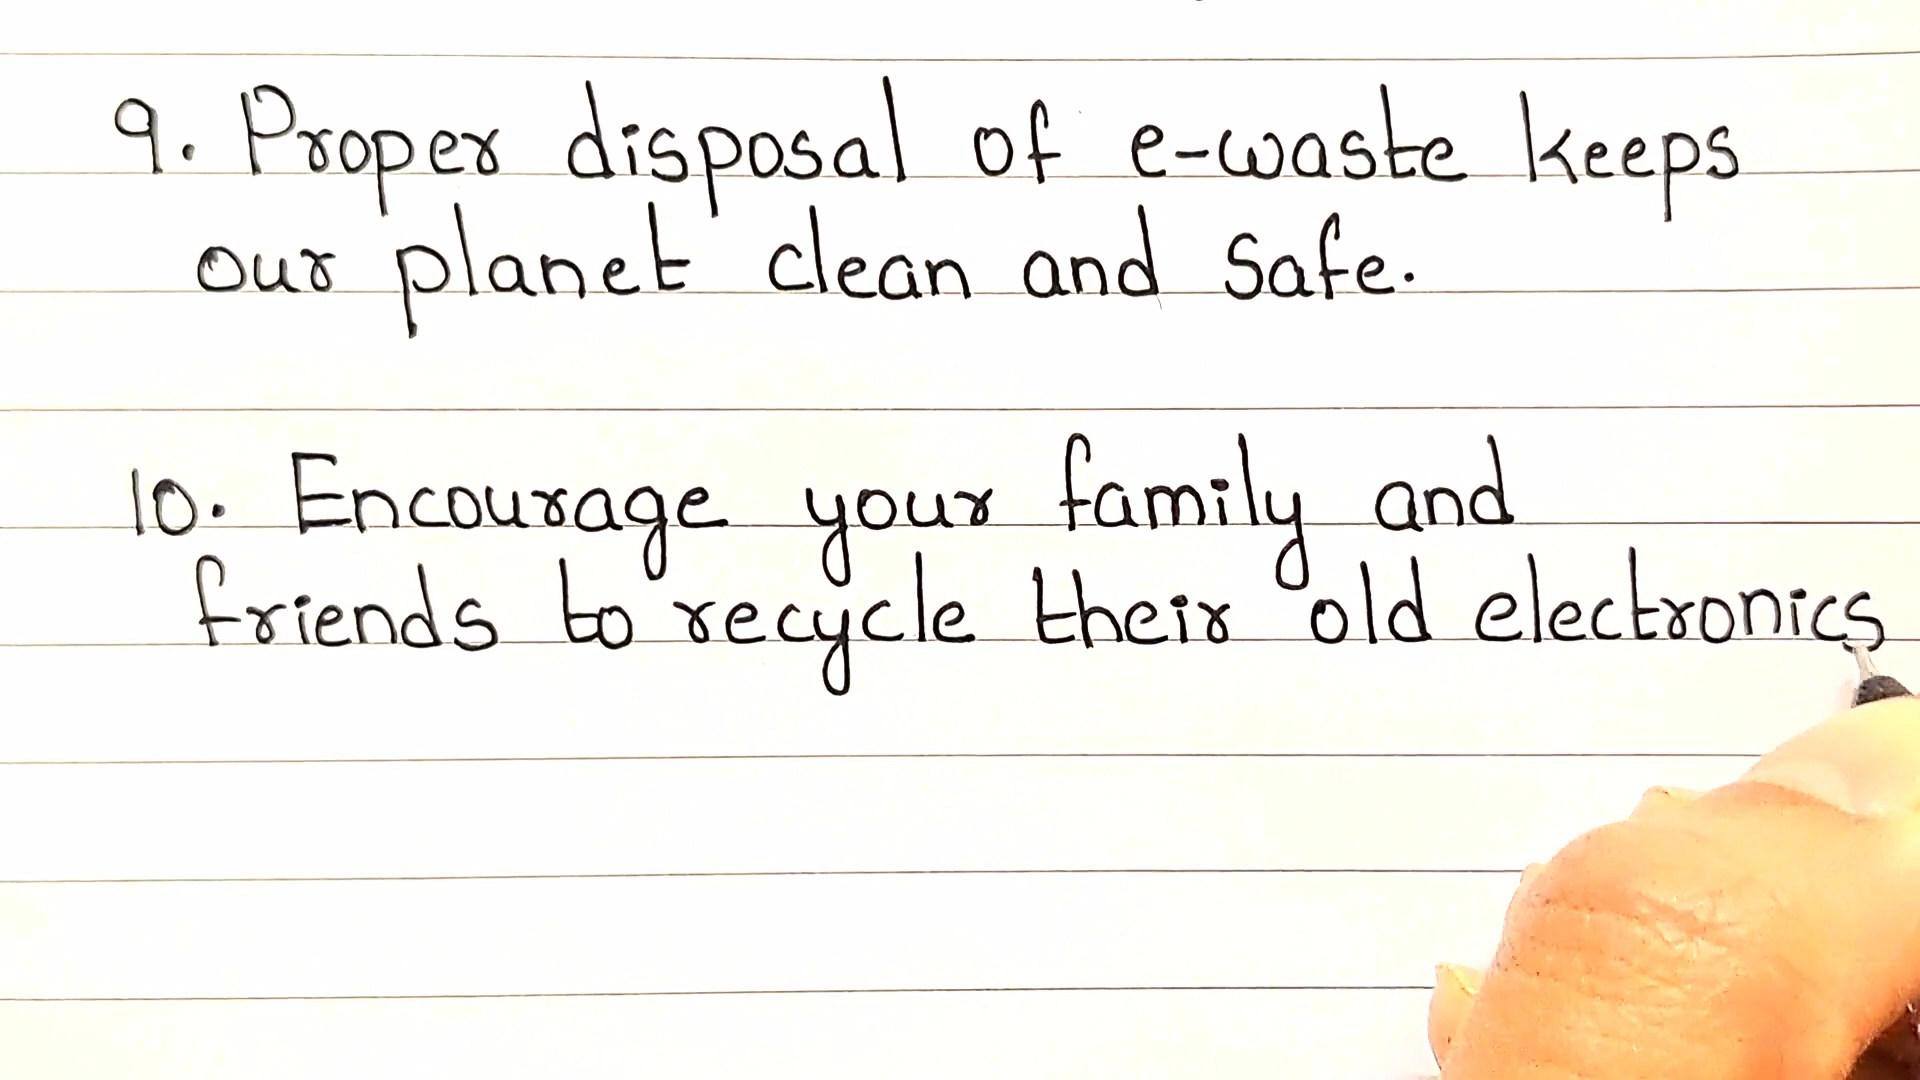 9. Proper disposal of e-waste keeps
our planet clean and safe.
10. Encourage your family and
friends to recycle their old electronics